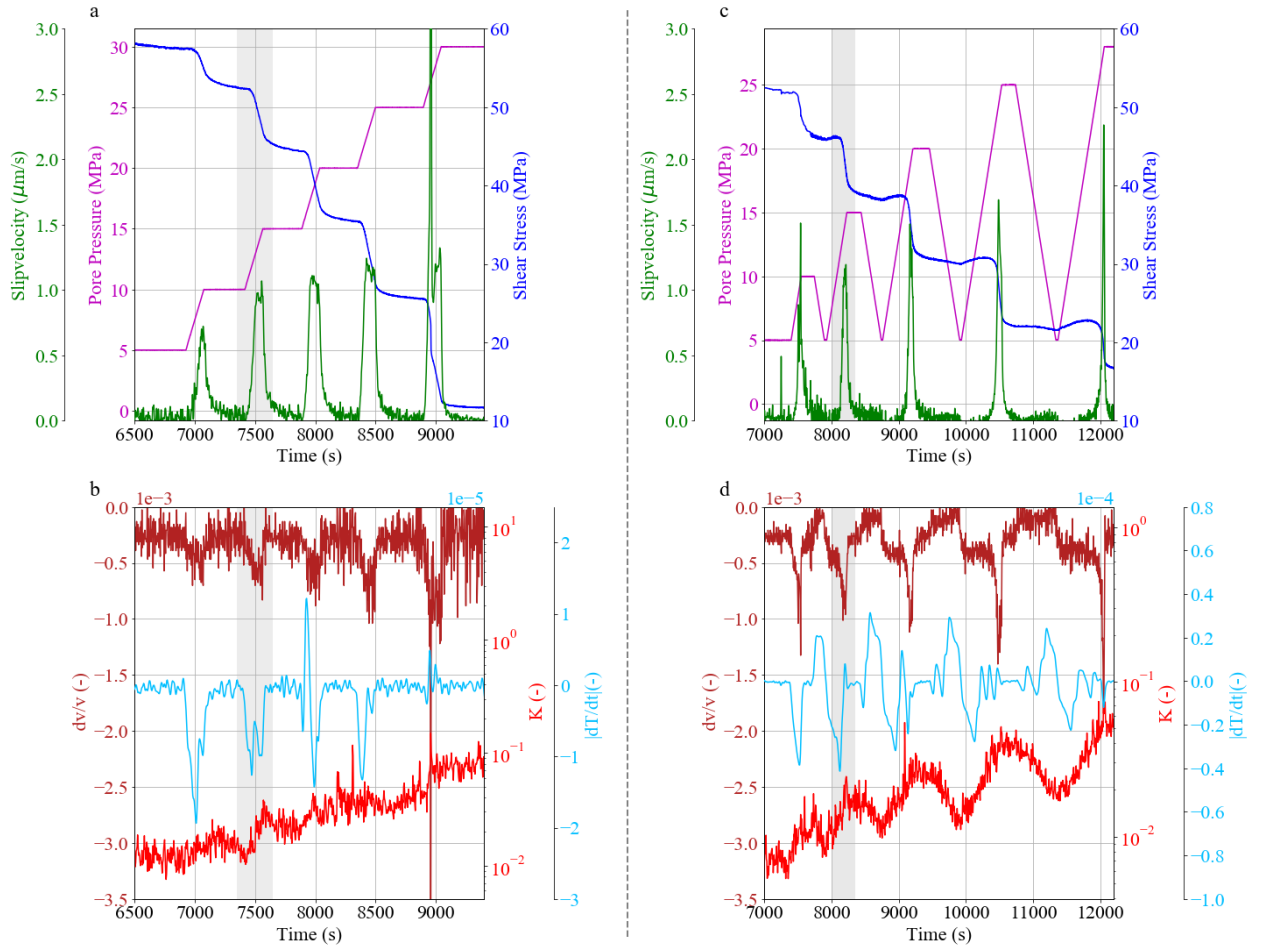 a
3.0
2.5
2.0
1.5
1.0
0.5
0.0
Slipvelocity (μm/s)
30
25
20
15
10
5
0
Pore Pressure (MPa)
60
50
40
30
20
10
Shear Stress (MPa)
6500 7000 7500 8000 8500 9000
Time (s)
c
3.0
2.5
2.0
1.5
1.0
0.5
0.0
Slipvelocity (μm/s)
25
20
15
10
5
0
Pore Pressure (MPa)
60
50
40
30
20
10
Shear Stress (MPa)
7000 8000 9000 10000 11000 12000
Time (s)
b
1e−3
1e−5
0.0
−0.5
−1.0
−1.5
−2.0
−2.5
−3.0
−3.5
dv/v (-)
10¹
10⁰
10⁻¹
10⁻²
K (-)
2
1
0
−1
−2
−3
|dT/dt|(-)
6500 7000 7500 8000 8500 9000
Time (s)
d
1e−3
1e−4
0.0
−0.5
−1.0
−1.5
−2.0
−2.5
−3.0
−3.5
dv/v (-)
10⁰
10⁻¹
10⁻²
K (-)
0.8
0.6
0.4
0.2
0.0
−0.2
−0.4
−0.6
−0.8
−1.0
|dT/dt|(-)
7000 8000 9000 10000 11000 12000
Time (s)